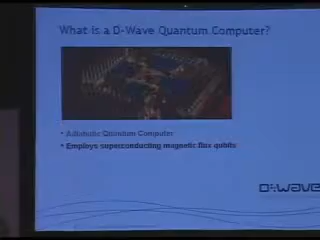 What is a D-Wave Quantum Computer?
• Adiabatic Quantum Computer
• Employs superconducting magnetic flux qubits
D:WAVE